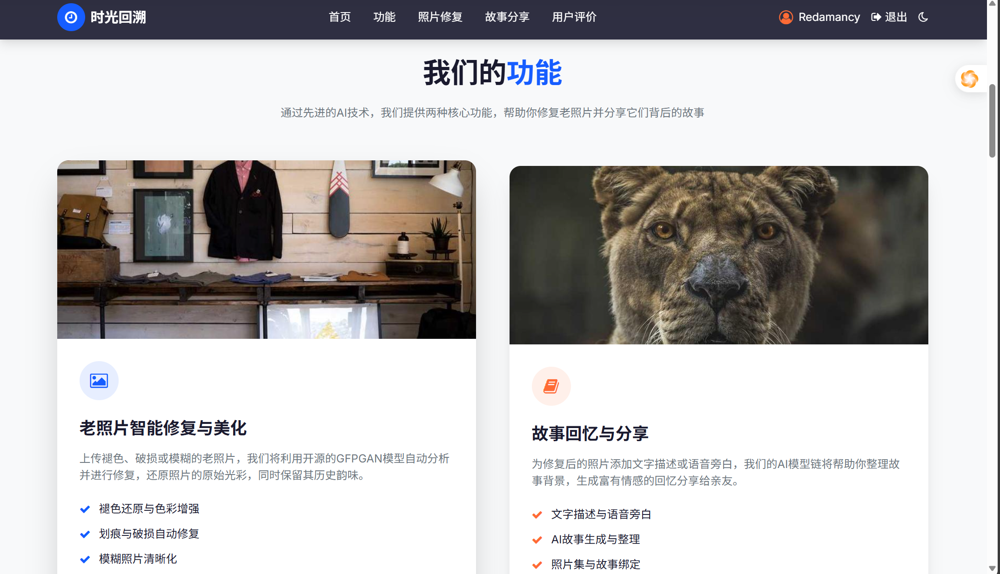 时光回溯
首页
功能
照片修复
故事分享
用户评价
Redamancy
退出
我们的功能
通过先进的AI技术，我们提供两种核心功能，帮助你修复老照片并分享它们背后的故事
老照片智能修复与美化
上传褪色、破损或模糊的老照片，我们将利用开源的GFPGAN模型自动分析
并进行修复，还原照片的原始光彩，同时保留其历史韵味。
褪色还原与色彩增强
划痕与破损自动修复
模糊照片清晰化
故事回忆与分享
为修复后的照片添加文字描述或语音旁白，我们的AI模型链将帮助你整理故
事背景，生成富有情感的回忆分享给亲友。
文字描述与语音旁白
AI故事生成与整理
照片集与故事绑定